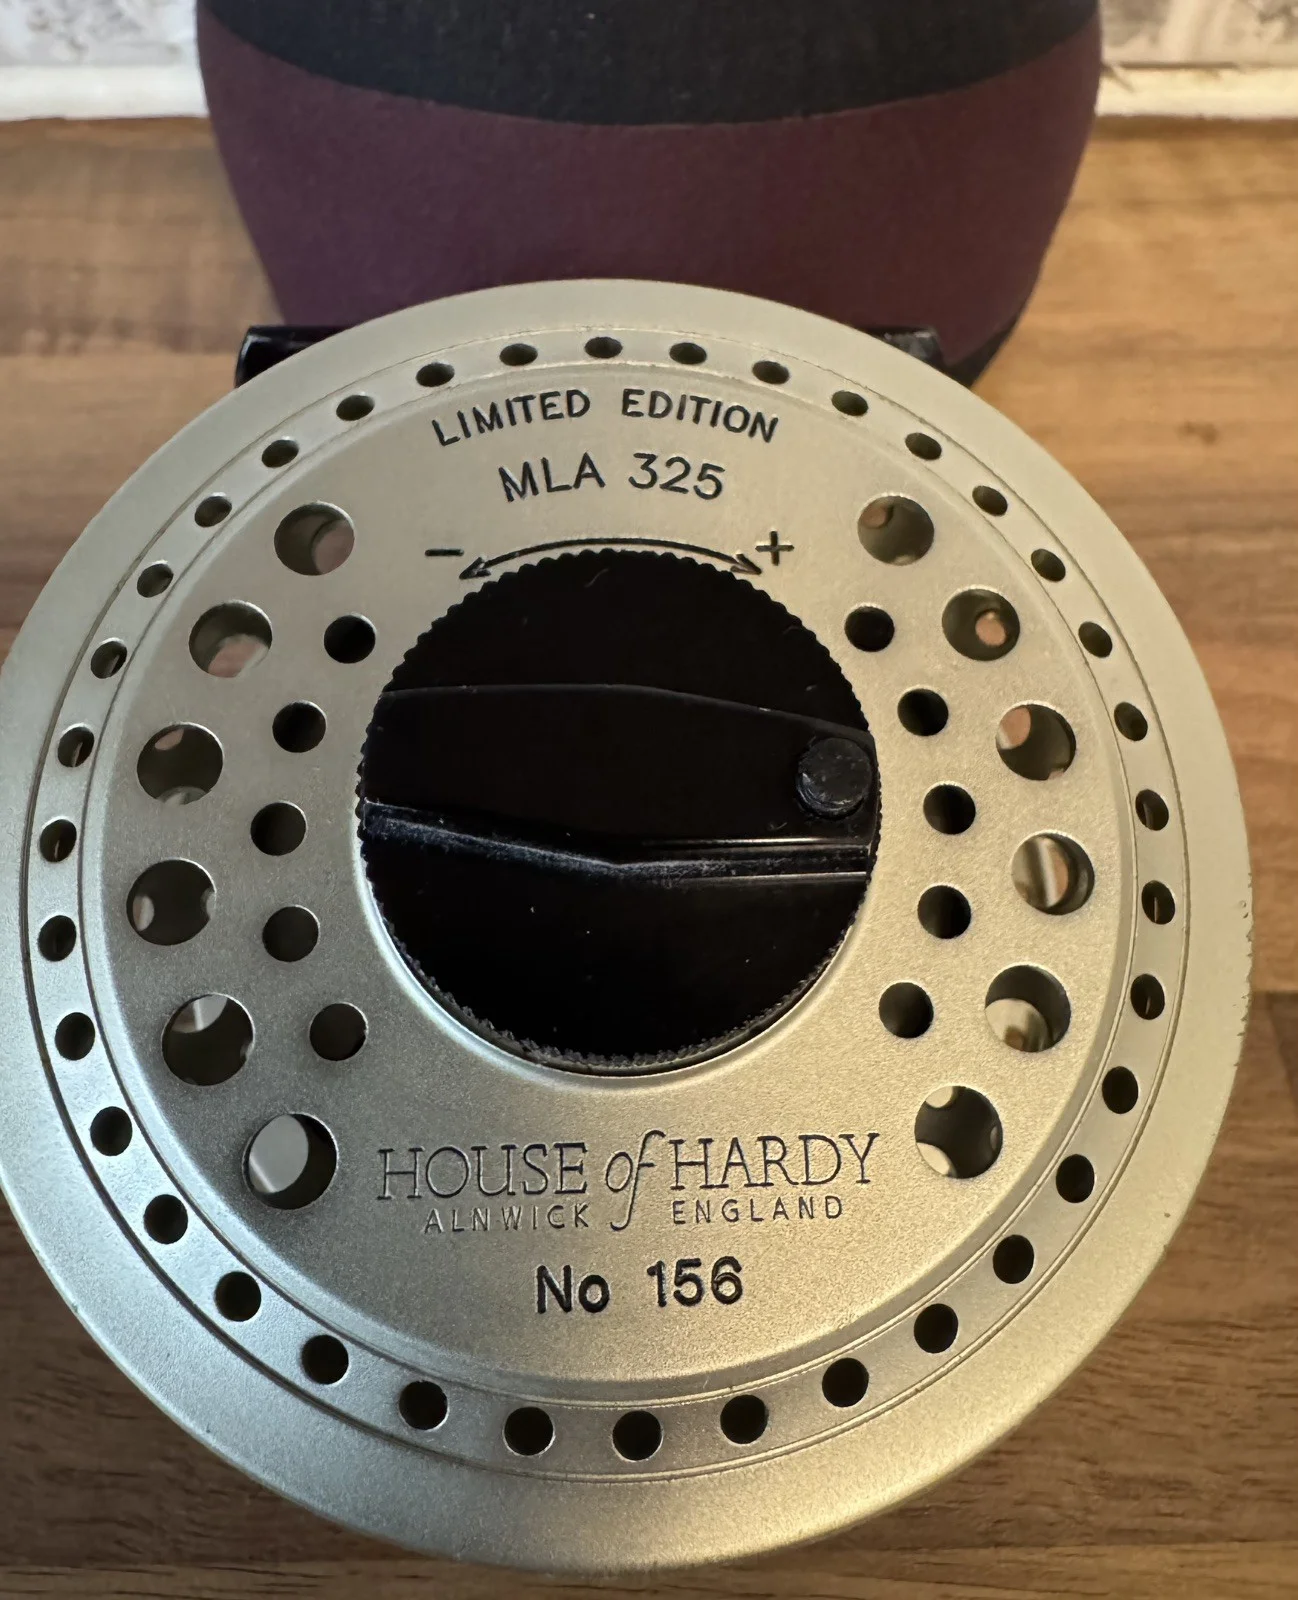 LIMITED EDITION
MLA 325
- +
HOUSE of HARDY
ALNWICK ENGLAND
No 156